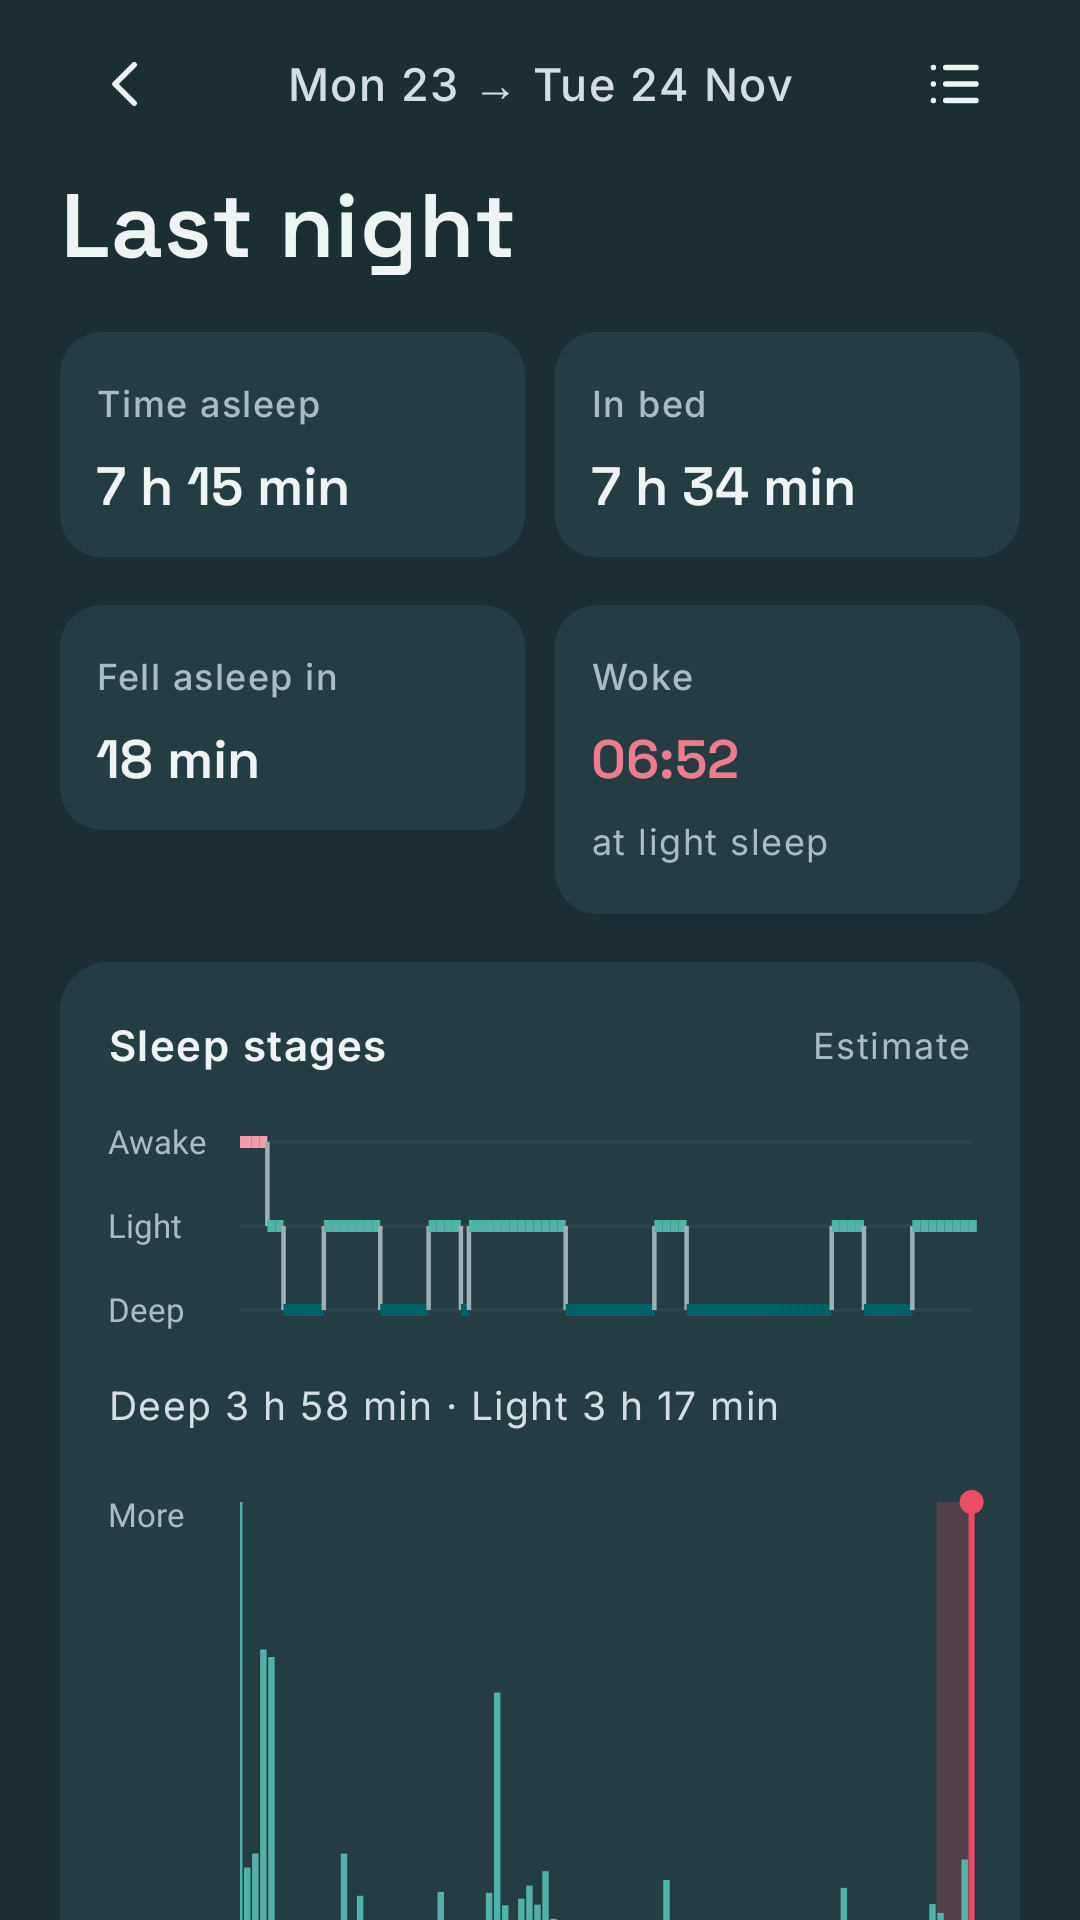 Mon 23 → Tue 24 Nov
Last night
Time asleep
7 h 15 min
In bed
7 h 34 min
Fell asleep in
18 min
Woke
06:52
at light sleep
Sleep stages
Estimate
Awake
Light
Deep
Deep 3 h 58 min · Light 3 h 17 min
More